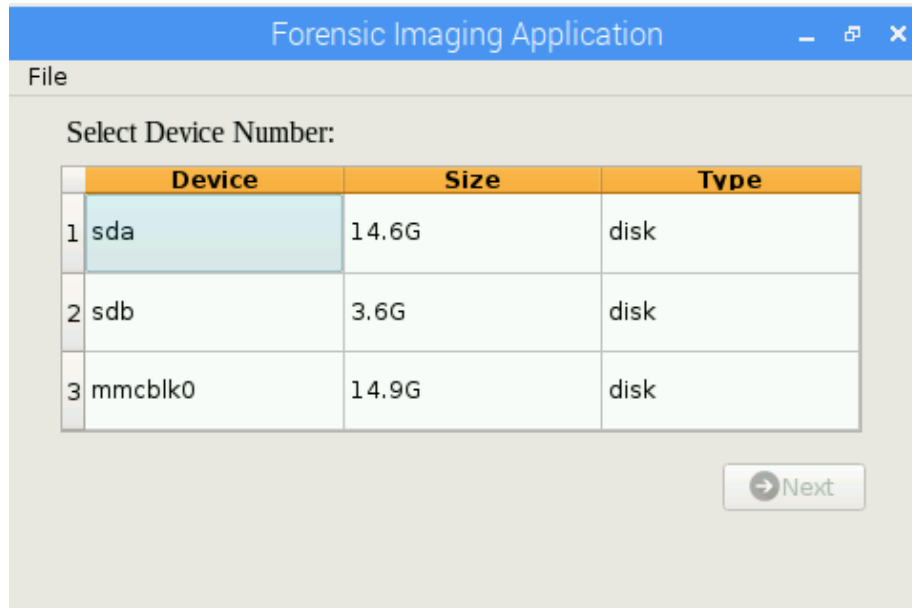 Forensic Imaging Application
File
Select Device Number:
Device Size Type
1 sda 14.6G disk
2 sdb 3.6G disk
3 mmcblk0 14.9G disk
Next